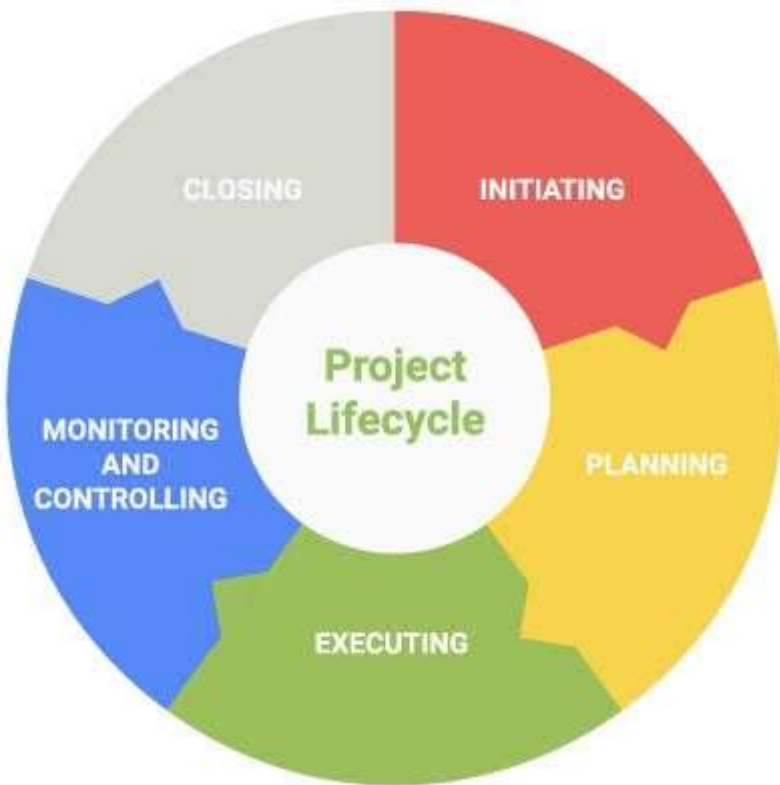 CLOSING
INITIATING
Project
Lifecycle
MONITORING
AND
CONTROLLING
PLANNING
EXECUTING